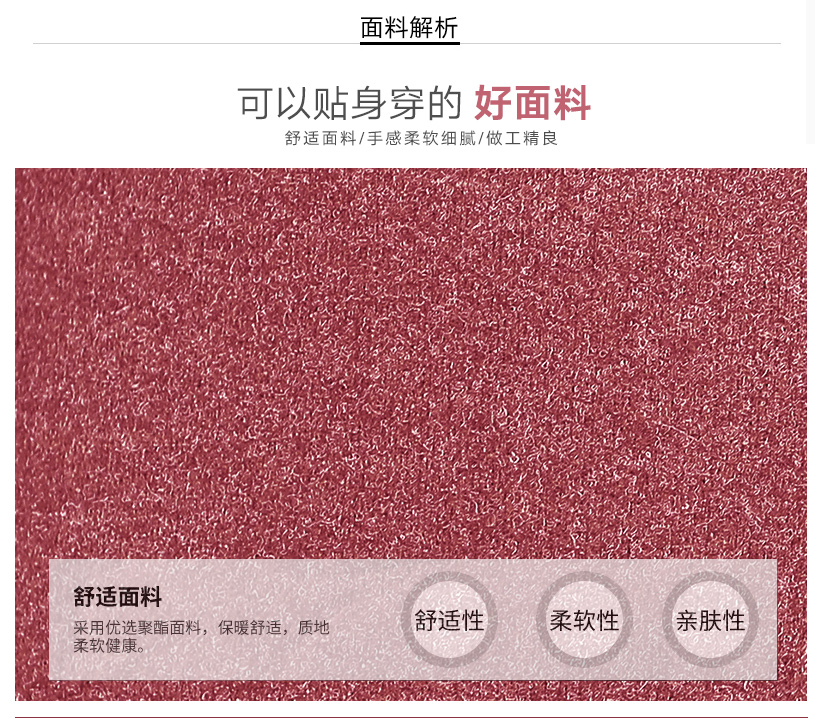 面料解析
可以贴身穿的 好面料
舒适面料/手感柔软细腻/做工精良
舒适面料
采用优选聚酯面料，保暖舒适，质地
柔软健康。
舒适性 柔软性 亲肤性